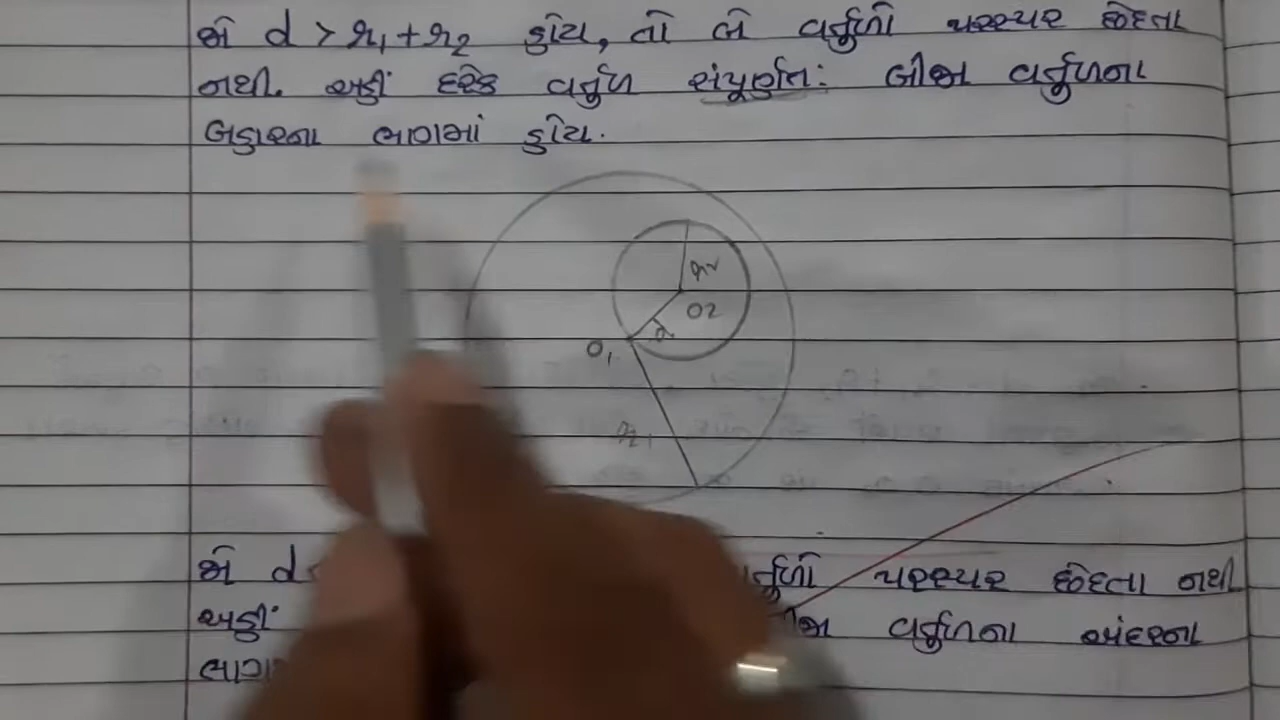 જો d > r₁ + r₂ હોય, તો બે વર્તુળો પરસ્પર છેદતા
નથી. અહીં દરેક વર્તુળ સંપૂર્ણતઃ બીજા વર્તુળના
બહારના ભાગમાં હોય.
r₂
O2
d
O₁
r₁
જો d< વર્તુળો પરસ્પર છેદતા નથી
અહીં બીજા વર્તુળના અંદરના